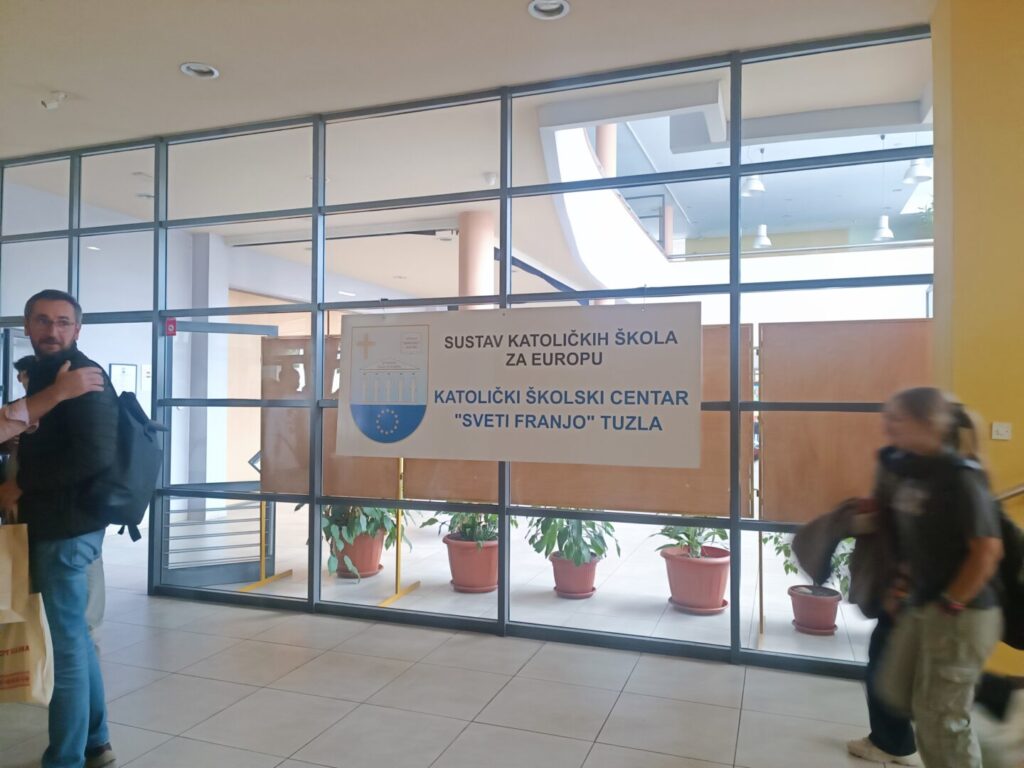 SUSTAV KATOLIČKIH ŠKOLA
ZA EUROPU
KATOLIČKI ŠKOLSKI CENTAR
"SVETI FRANJO" TUZLA